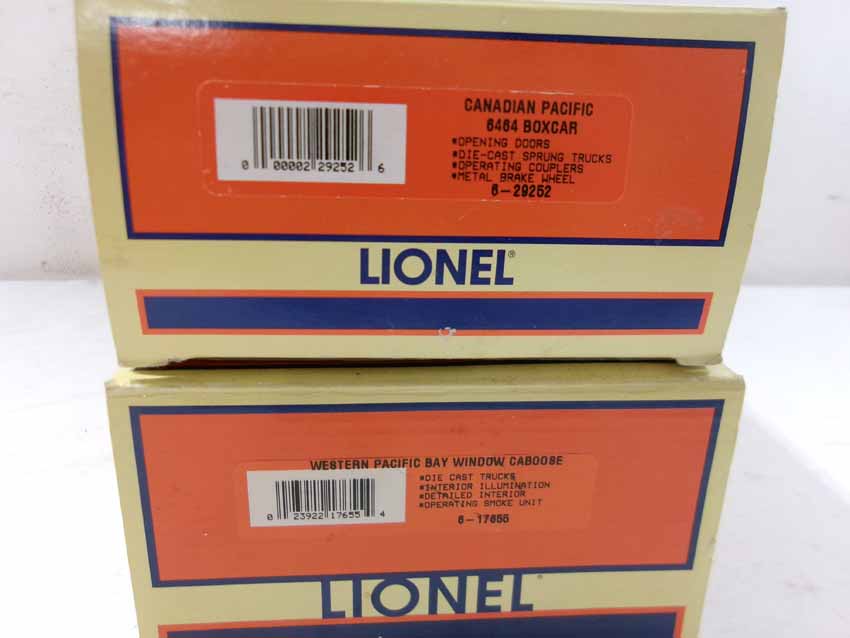 CANADIAN PACIFIC
6464 BOXCAR
*OPENING DOORS
*DIE-CAST SPRUNG TRUCKS
*OPERATING COUPLERS
*METAL BRAKE WHEEL
6-29252
0 00002 29252 6
LIONEL®
WESTERN PACIFIC BAY WINDOW CABOOSE
*DIE CAST TRUCKS
*INTERIOR ILLUMINATION
*DETAILED INTERIOR
*OPERATING SMOKE UNIT
6-17655
0 23922 17655 4
LIONEL®